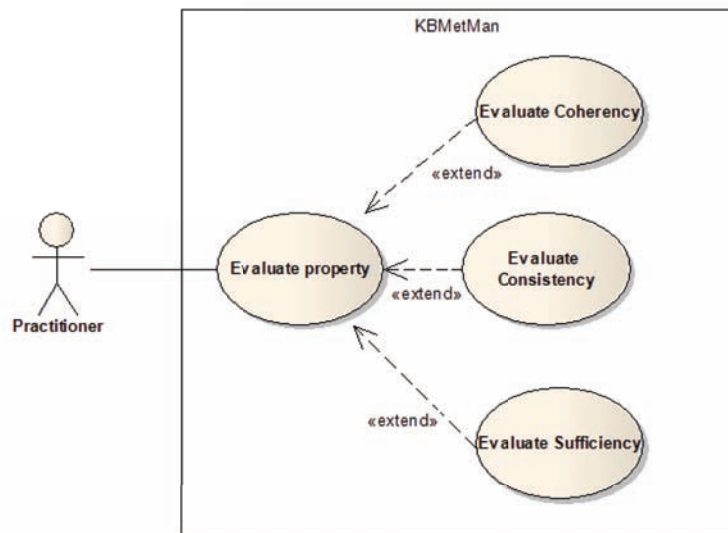 KBMetMan
Evaluate Coherency
«extend»
Evaluate property
Evaluate
Consistency
«extend»
Practitioner
«extend»
Evaluate Sufficiency